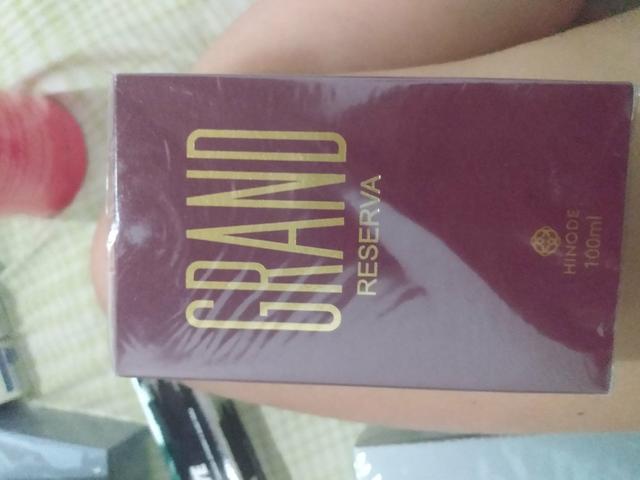 GRAND
RESERVA
HINODE
100ml